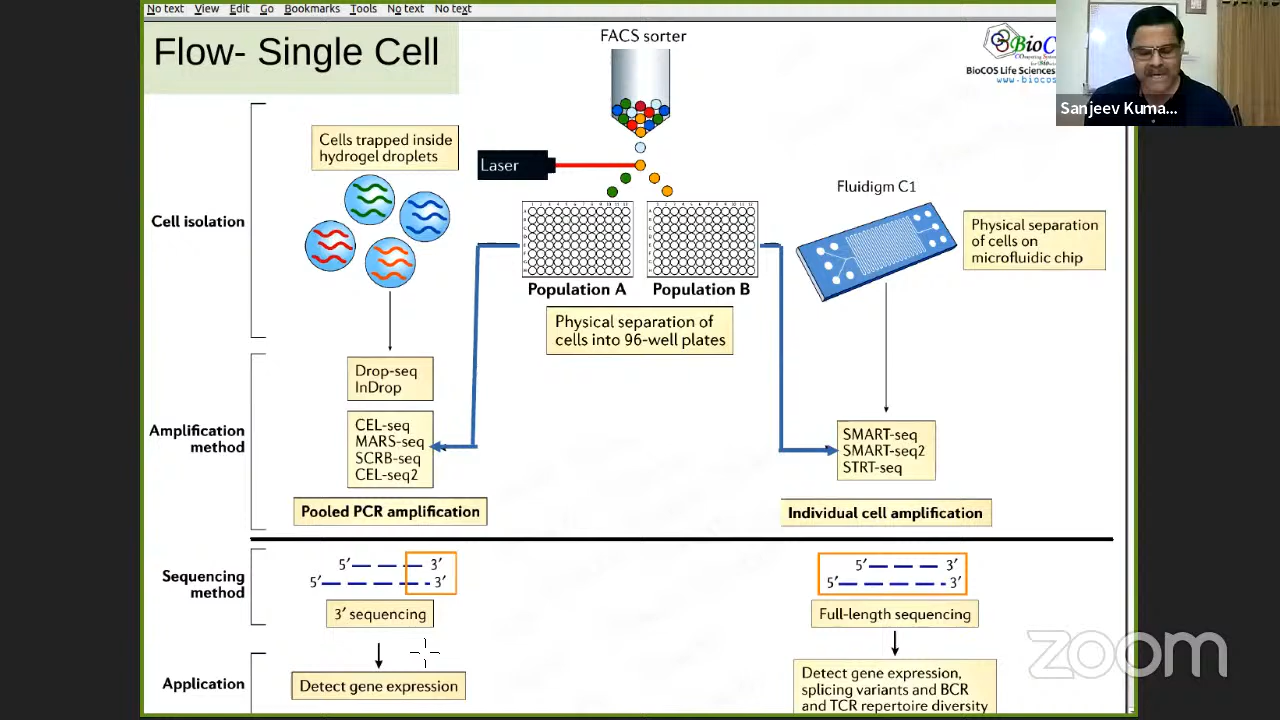 No text View Edit Go Bookmarks Tools No text No text
Flow- Single Cell
FACS sorter
BioC
BioCOS Life Sciences
www.biocos
Sanjeev Kuma...
Cells trapped inside
hydrogel droplets
Laser
Cell isolation
Fluidigm C1
Physical separation
of cells on
microfluidic chip
Population A
Population B
Physical separation of
cells into 96-well plates
Amplification
method
Drop-seq
InDrop
CEL-seq
MARS-seq
SCRB-seq
CEL-seq2
Pooled PCR amplification
SMART-seq
SMART-seq2
STRT-seq
Individual cell amplification
Sequencing
method
5′ 3′
5′ 3′
3′ sequencing
5′ 3′
5′ 3′
Full-length sequencing
Application
Detect gene expression
Detect gene expression,
splicing variants and BCR
and TCR repertoire diversity
zoom